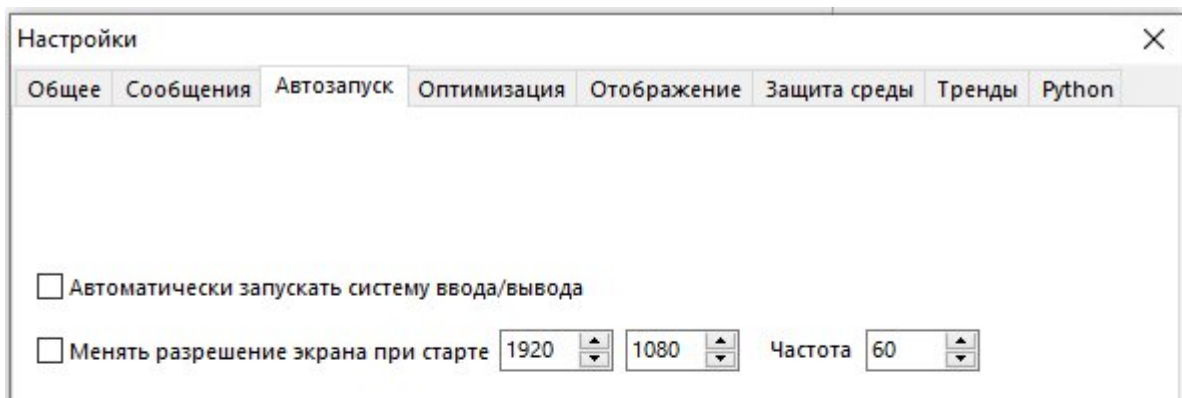 Настройки
Общее Сообщения Автозапуск Оптимизация Отображение Защита среды Тренды Python
Автоматически запускать систему ввода/вывода
Менять разрешение экрана при старте 1920 1080 Частота 60